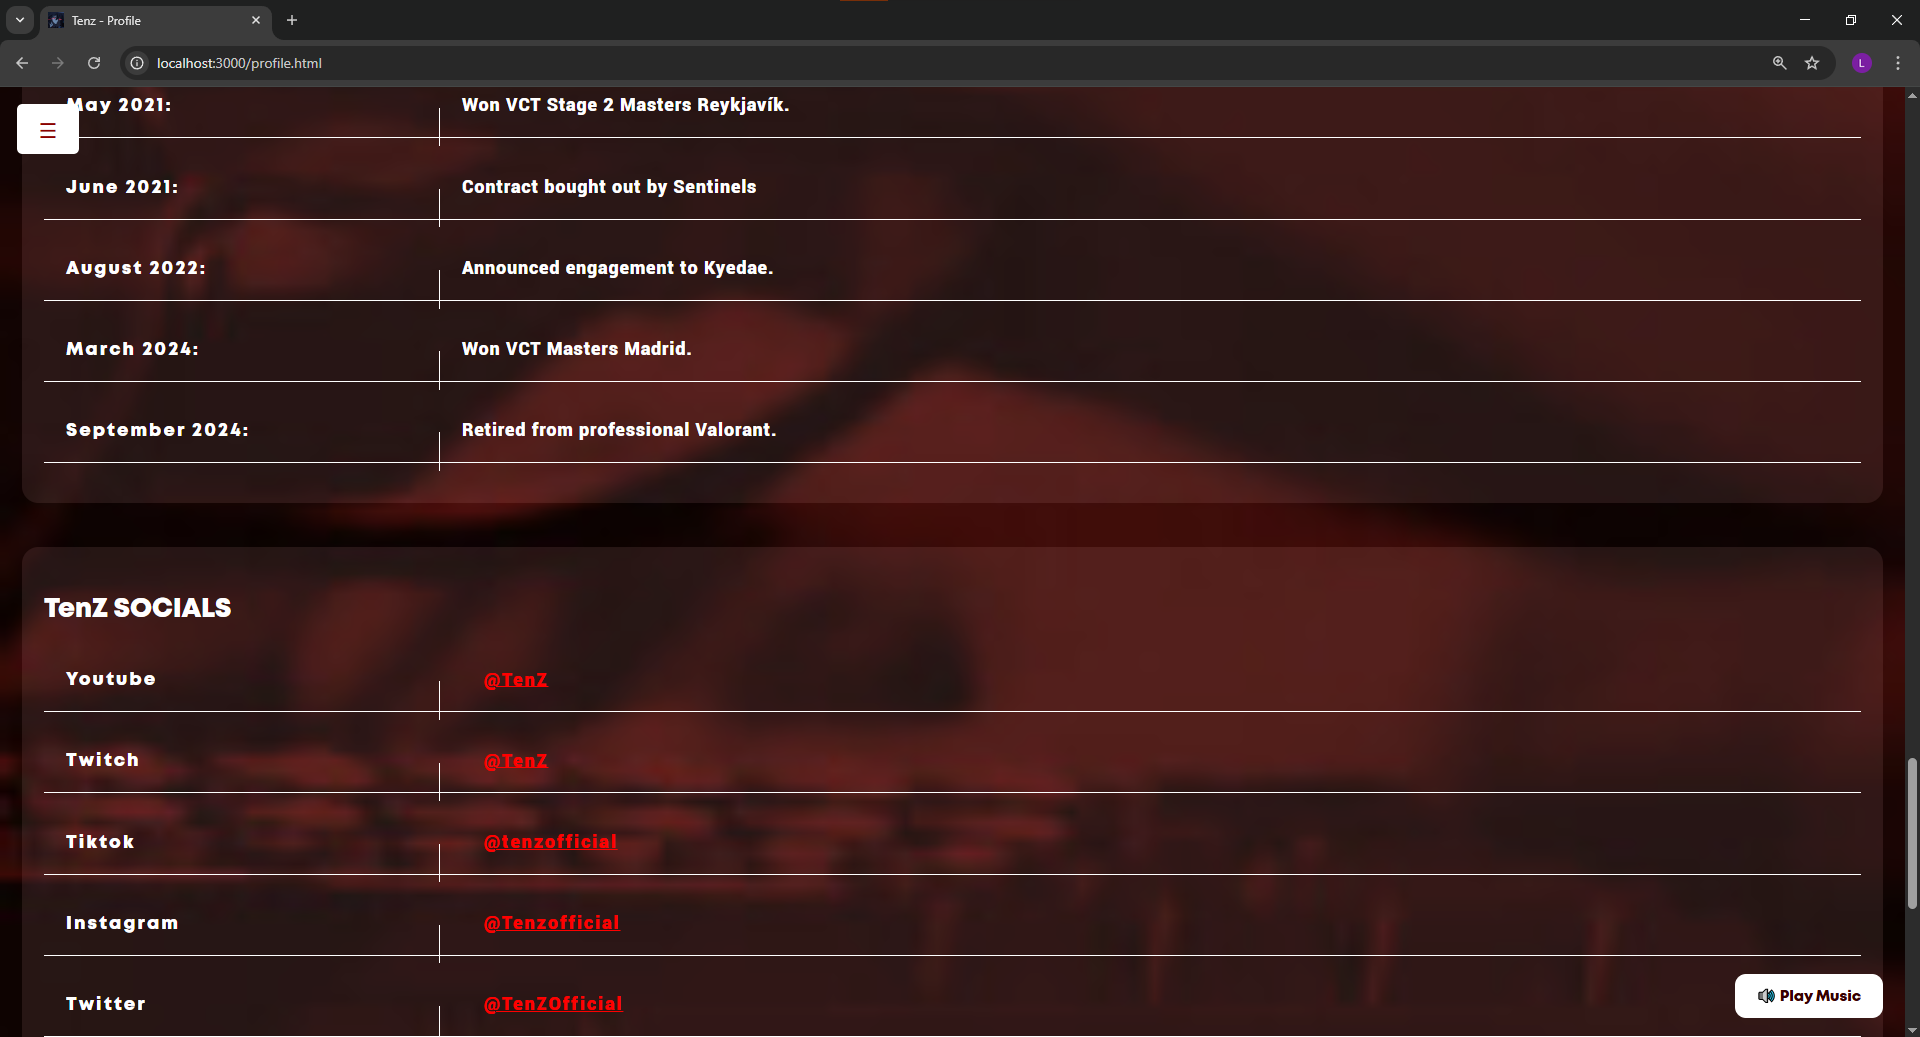 Tenz - Profile
localhost:3000/profile.html
L
May 2021: Won VCT Stage 2 Masters Reykjavík.
June 2021: Contract bought out by Sentinels
August 2022: Announced engagement to Kyedae.
March 2024: Won VCT Masters Madrid.
September 2024: Retired from professional Valorant.
TenZ SOCIALS
Youtube @TenZ
Twitch @TenZ
Tiktok @tenzofficial
Instagram @Tenzofficial
Twitter @TenZOfficial
Play Music